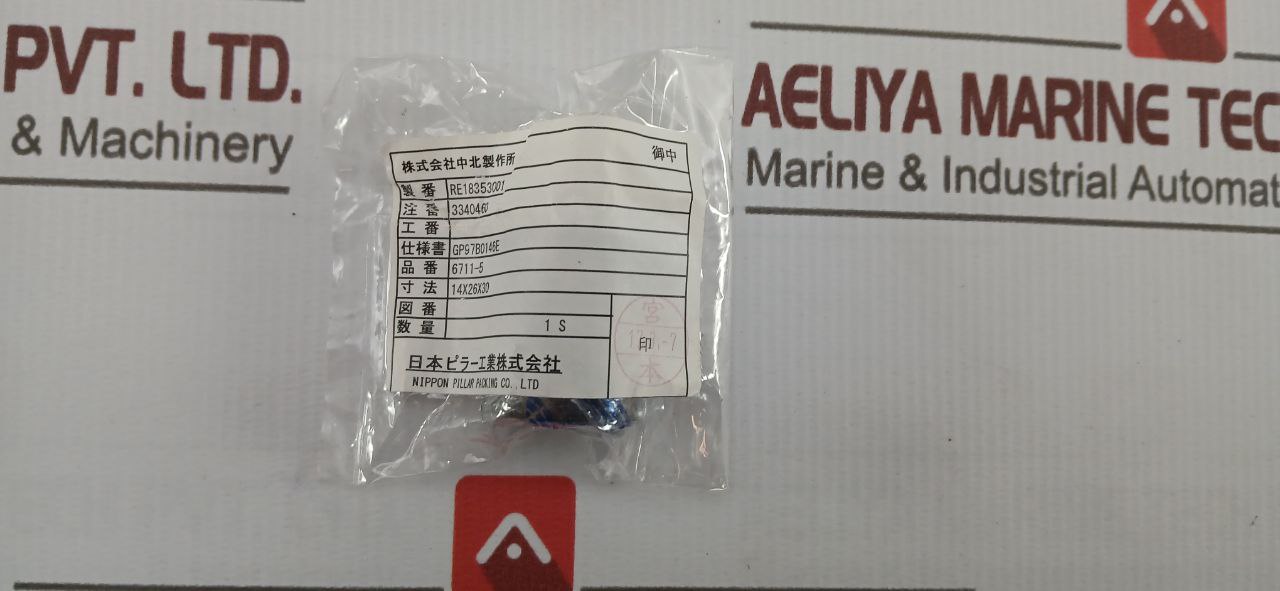 PVT. LTD.
& Machinery
AELIYA MARINE TEC
Marine & Industrial Automat
株式会社中北製作所 御中
製番 RE18353001
注番 3340460
工番
仕様書 GP97B0146E
品番 6711-5
寸法 14X26X30
図番
数量 1 S
宮
印
本
日本ピラー工業株式会社
NIPPON PILLAR PACKING CO.,LTD